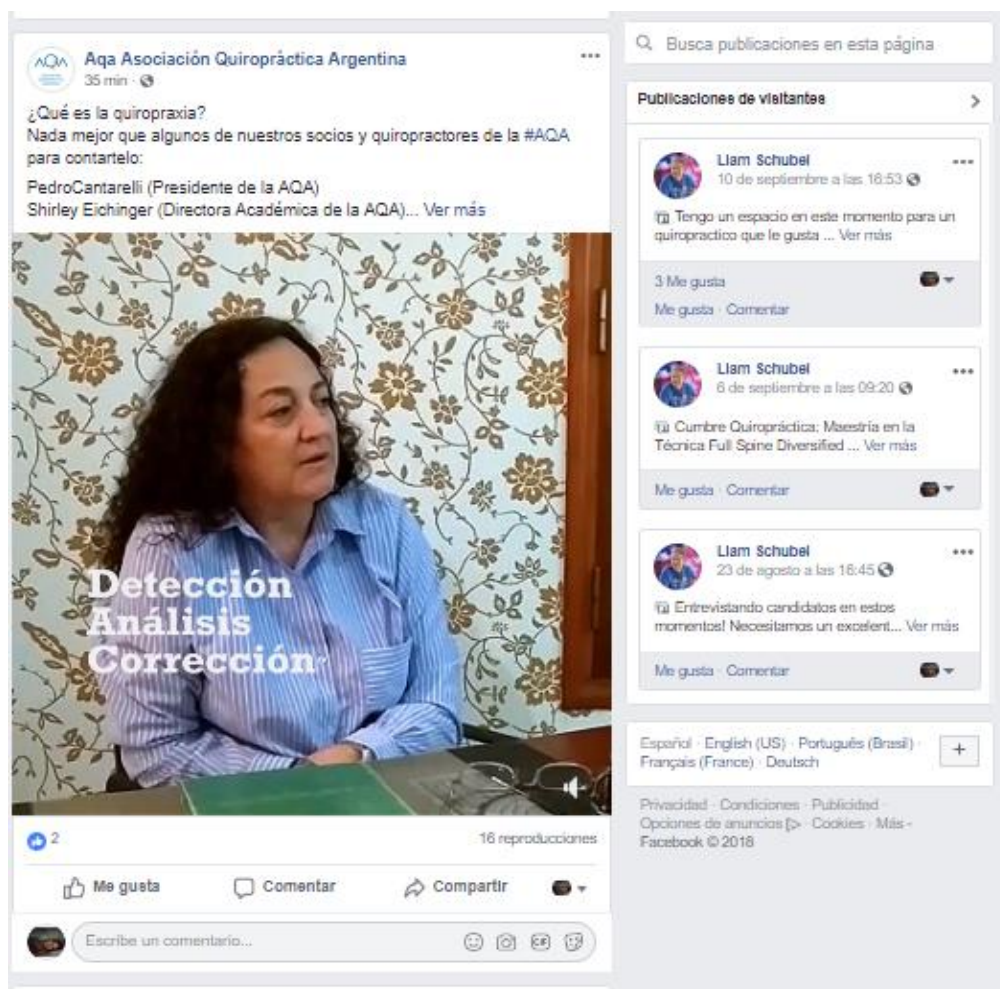 AQA
Aqa Asociación Quiropráctica Argentina
35 min
¿Qué es la quiropraxia?
Nada mejor que algunos de nuestros socios y quiropractores de la #AQA
para contartelo:
PedroCantarelli (Presidente de la AQA)
Shirley Eichinger (Directora Académica de la AQA)... Ver más
Detección
Análisis
Corrección
2
16 reproducciones
Me gusta
Comentar
Compartir
Escribe un comentario...
GIF
Busca publicaciones en esta página
Publicaciones de visitantes
Liam Schubel
10 de septiembre a las 16:53
Tengo un espacio en este momento para un
quiropractico que le gusta ... Ver más
3 Me gusta
Me gusta · Comentar
Liam Schubel
6 de septiembre a las 09:20
Cumbre Quiropráctica: Maestría en la
Técnica Full Spine Diversified ... Ver más
Me gusta · Comentar
Liam Schubel
23 de agosto a las 16:45
Entrevistando candidatos en estos
momentos! Necesitamos un excelent... Ver más
Me gusta · Comentar
Español · English (US) · Português (Brasil) ·
Français (France) · Deutsch
+
Privacidad · Condiciones · Publicidad ·
Opciones de anuncios · Cookies · Más
Facebook © 2018